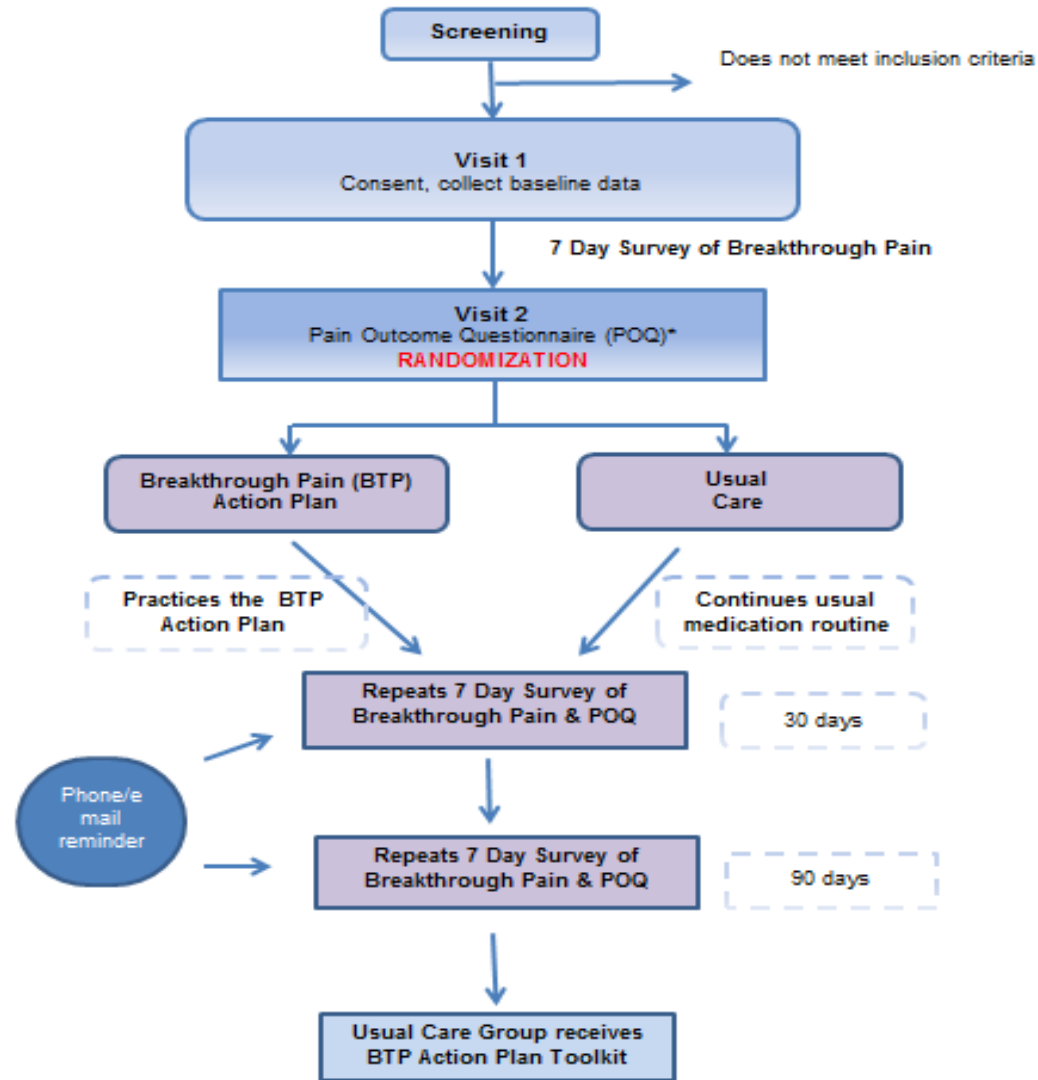 Screening
Does not meet inclusion criteria
Visit 1
Consent, collect baseline data
7 Day Survey of Breakthrough Pain
Visit 2
Pain Outcome Questionnaire (POQ)*
RANDOMIZATION
Breakthrough Pain (BTP)
Action Plan
Usual
Care
Practices the BTP
Action Plan
Continues usual
medication routine
Repeats 7 Day Survey of
Breakthrough Pain & POQ
30 days
Phone/e
mail
reminder
Repeats 7 Day Survey of
Breakthrough Pain & POQ
90 days
Usual Care Group receives
BTP Action Plan Toolkit